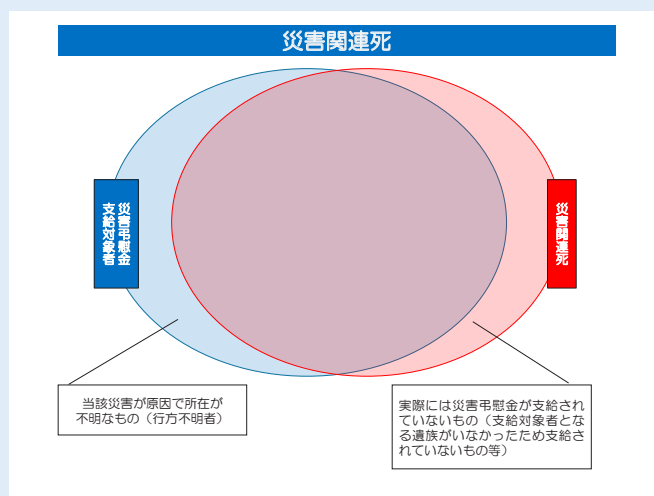 災害関連死
災害弔慰金
支給対象者
災害関連死
当該災害が原因で所在が
不明なもの（行方不明者）
実際には災害弔慰金が支給され
ていないもの（支給対象者とな
る遺族がいなかったため支給さ
れていないもの等）